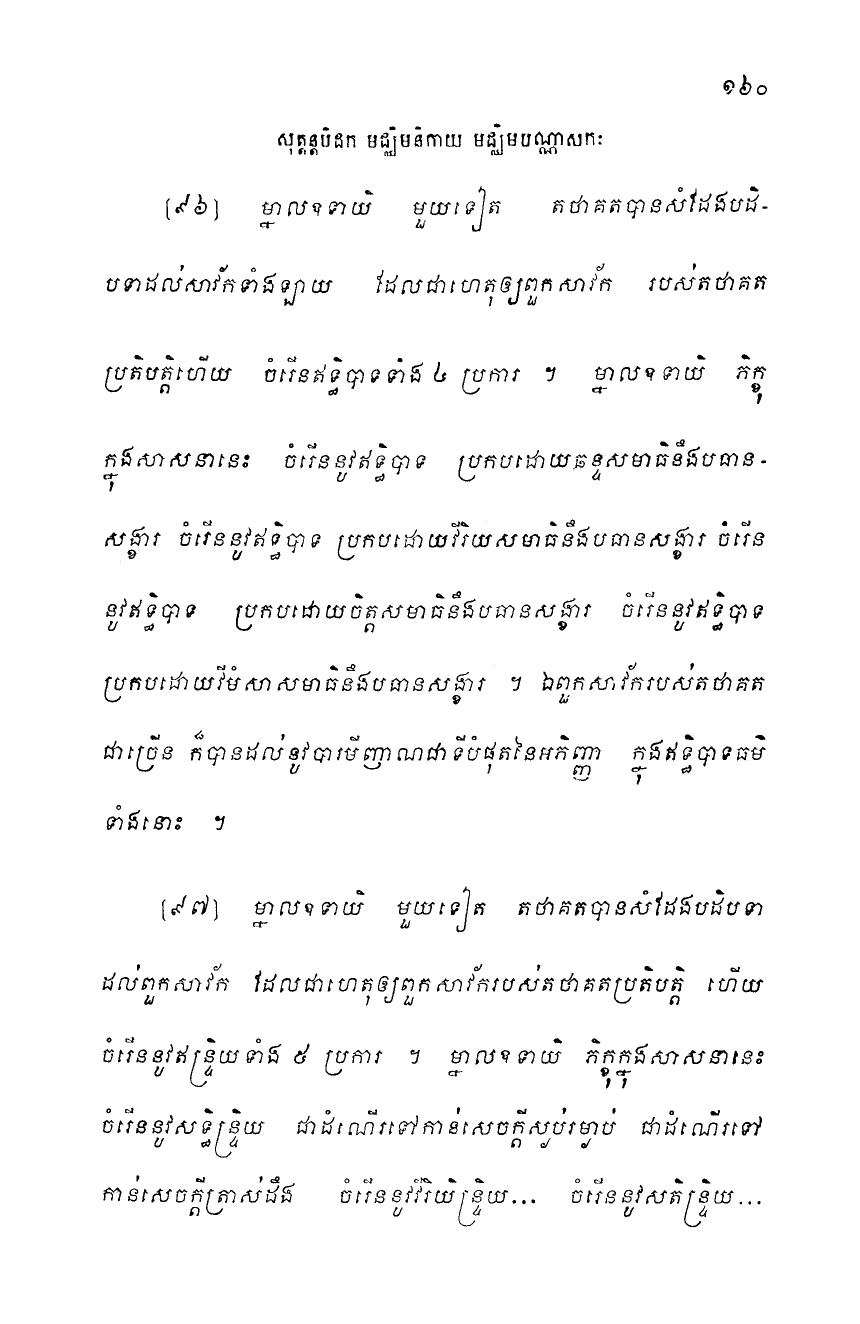 ១៦០
សុត្តន្តបិដក មជ្ឈិមនិកាយ មជ្ឈិមបណ្ណាសកៈ
[៩៦] ម្នាលឧទាយិ មួយទៀត តថាគតបានសំដែងបដិ-
បទាដល់សាវ័កទាំងឡាយ ដែលជាហេតុឲ្យពួកសាវ័ក របស់តថាគត
ប្រតិបត្តិហើយ ចំរើនឥទ្ធិបាទទាំង ៤ ប្រការ ។ ម្នាលឧទាយិ ភិក្ខុ
ក្នុងសាសនានេះ ចំរើននូវឥទ្ធិបាទ ប្រកបដោយឆន្ទសមាធិនឹងបធាន-
សង្ខារ ចំរើននូវឥទ្ធិបាទ ប្រកបដោយវីរិយសមាធិនឹងបធានសង្ខារ ចំរើន
នូវឥទ្ធិបាទ ប្រកបដោយចិត្តសមាធិនឹងបធានសង្ខារ ចំរើននូវឥទ្ធិបាទ
ប្រកបដោយវីមំសាសមាធិនឹងបធានសង្ខារ ។ ឯពួកសាវ័ករបស់តថាគត
ជាច្រើន ក៏បានដល់នូវបារមីញាណជាទីបំផុតនៃអភិញ្ញា ក្នុងឥទ្ធិបាទធម៌
ទាំងនោះ ។
[៩៧] ម្នាលឧទាយិ មួយទៀត តថាគតបានសំដែងបដិបទា
ដល់ពួកសាវ័ក ដែលជាហេតុឲ្យពួកសាវ័ករបស់តថាគតប្រតិបត្តិ ហើយ
ចំរើននូវឥន្ទ្រិយទាំង ៥ ប្រការ ។ ម្នាលឧទាយិ ភិក្ខុក្នុងសាសនានេះ
ចំរើននូវសទ្ធិន្ទ្រិយ ជាដំណើរទៅកាន់សេចក្តីស្ងប់រម្ងាប់ ជាដំណើរទៅ
កាន់សេចក្តីត្រាស់ដឹង ចំរើននូវវីរិយិន្ទ្រិយ... ចំរើននូវសតិន្ទ្រិយ...